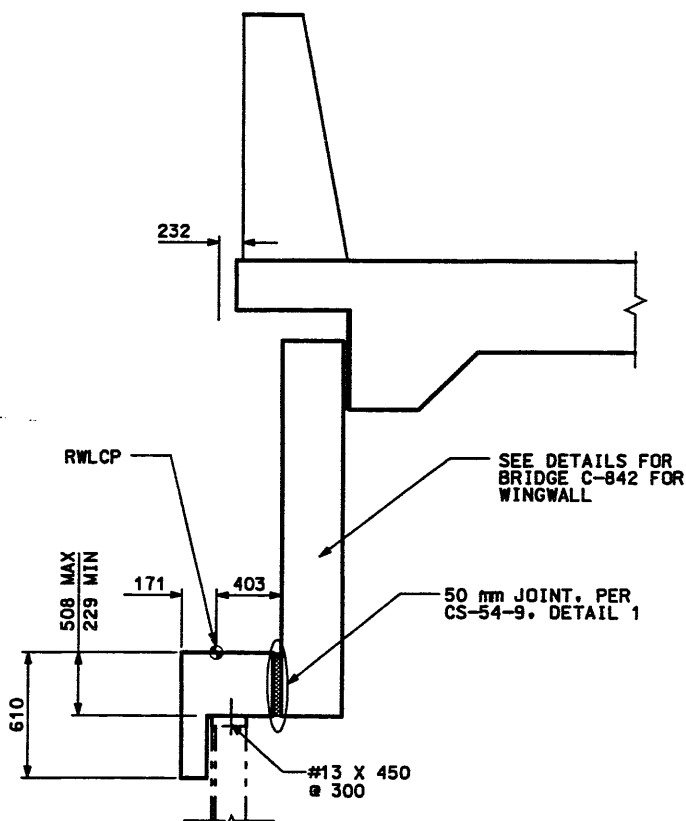 232
RWLCP
SEE DETAILS FOR
BRIDGE C-842 FOR
WINGWALL
508 MAX
229 MIN
171
403
50 mm JOINT, PER
CS-54-9, DETAIL 1
610
#13 X 450
@ 300